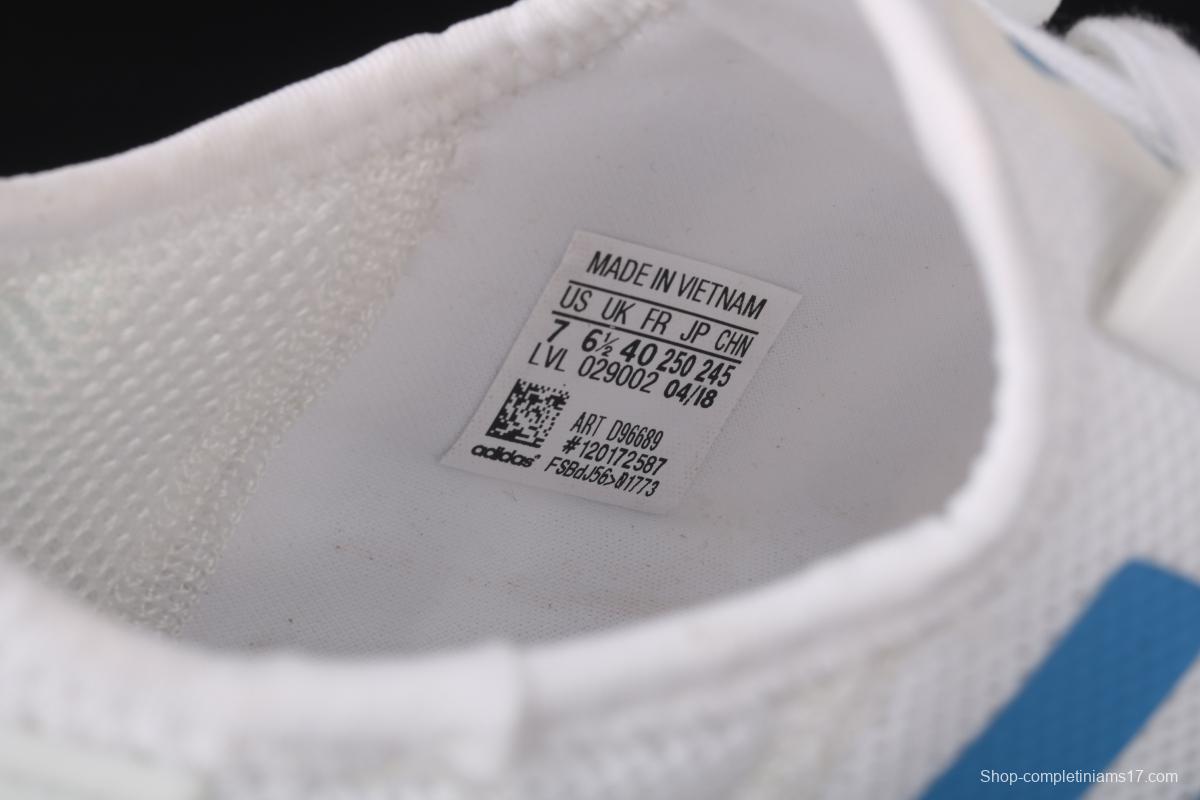 MADE IN VIETNAM
US UK FR JP CHN
7 6½ 40 250 245
LVL 029002 04/18
ART D96689
#120172587
adidas FSBdJ56>Q1773
Shop-completiniams17.com